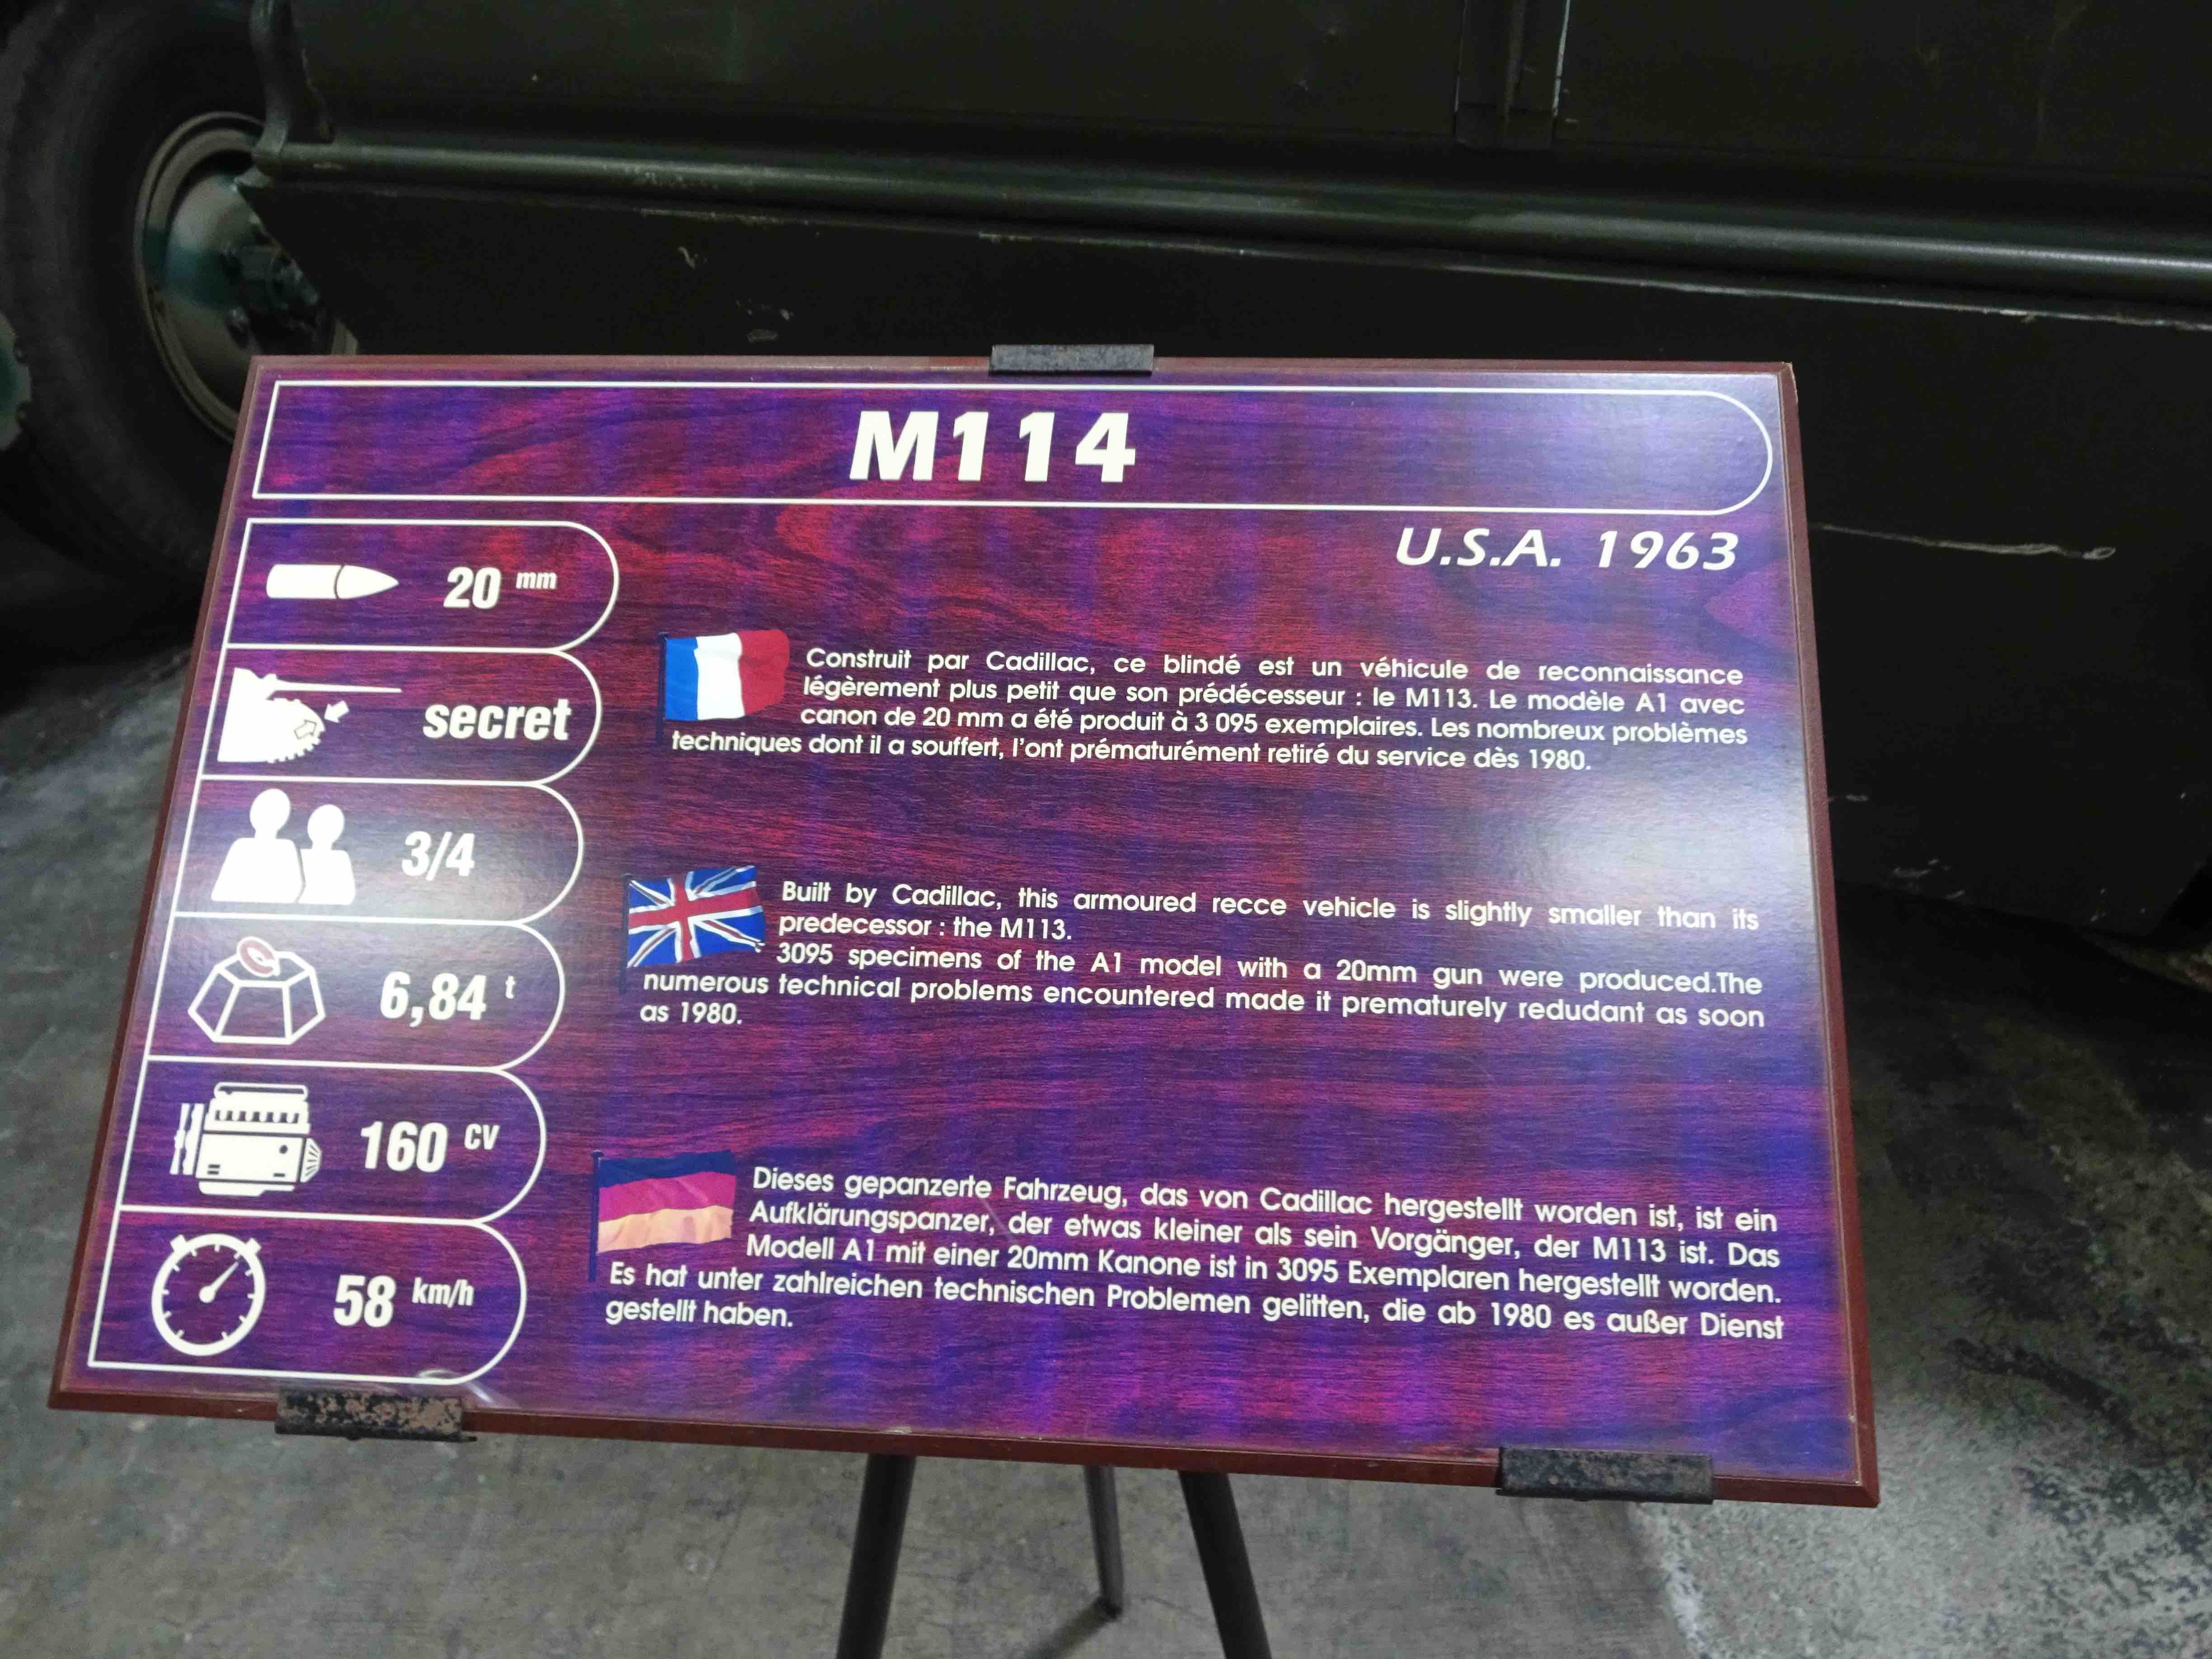 M114
U.S.A. 1963
20 mm
secret
3/4
6,84 t
160 CV
58 km/h
Construit par Cadillac, ce blindé est un véhicule de reconnaissance
légèrement plus petit que son prédécesseur : le M113. Le modèle A1 avec
canon de 20 mm a été produit à 3 095 exemplaires. Les nombreux problèmes
techniques dont il a souffert, l'ont prématurément retiré du service dès 1980.
Built by Cadillac, this armoured recce vehicle is slightly smaller than its
predecessor : the M113.
3095 specimens of the A1 model with a 20mm gun were produced.The
numerous technical problems encountered made it prematurely redudant as soon
as 1980.
Dieses gepanzerte Fahrzeug, das von Cadillac hergestellt worden ist, ist ein
Aufklärungspanzer, der etwas kleiner als sein Vorgänger, der M113 ist. Das
Modell A1 mit einer 20mm Kanone ist in 3095 Exemplaren hergestellt worden.
Es hat unter zahlreichen technischen Problemen gelitten, die ab 1980 es außer Dienst
gestellt haben.